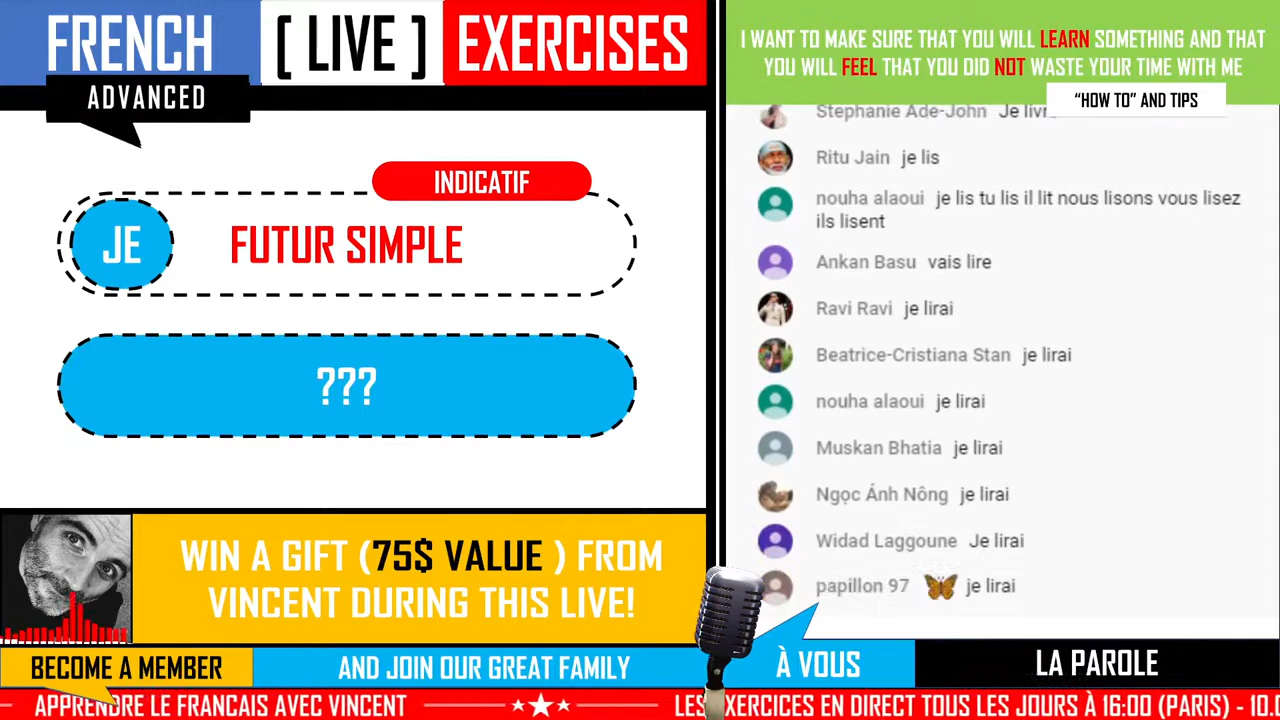 FRENCH
[ LIVE ]
EXERCISES
ADVANCED
INDICATIF
JE
FUTUR SIMPLE
???
WIN A GIFT (75$ VALUE ) FROM
VINCENT DURING THIS LIVE!
BECOME A MEMBER
AND JOIN OUR GREAT FAMILY
I WANT TO MAKE SURE THAT YOU WILL LEARN SOMETHING AND THAT
YOU WILL FEEL THAT YOU DID NOT WASTE YOUR TIME WITH ME
“HOW TO” AND TIPS
Stephanie Ade-John Je
Ritu Jain je lis
nouha alaoui je lis tu lis il lit nous lisons vous lisez
ils lisent
Ankan Basu vais lire
Ravi Ravi je lirai
Beatrice-Cristiana Stan je lirai
nouha alaoui je lirai
Muskan Bhatia je lirai
Ngọc Ánh Nông je lirai
Widad Laggoune Je lirai
papillon 97 je lirai
À VOUS
LA PAROLE
APPRENDRE LE FRANCAIS AVEC VINCENT
LES EXERCICES EN DIRECT TOUS LES JOURS À 16:00 (PARIS) - 10.0